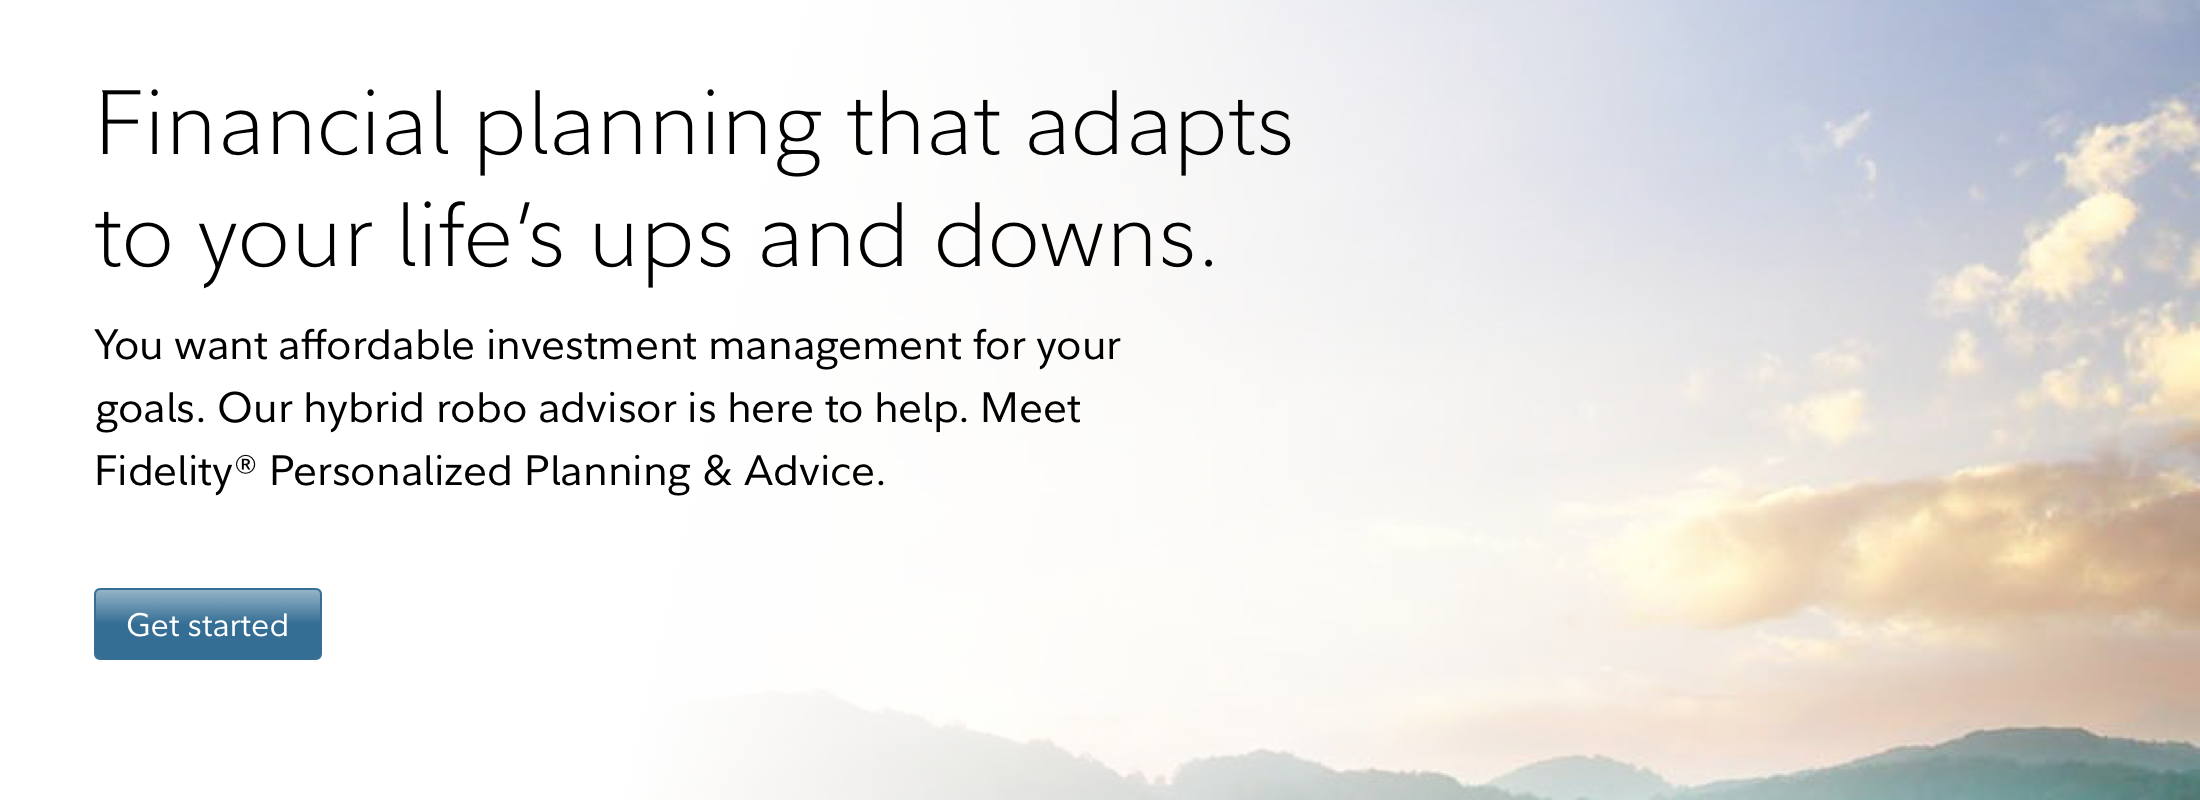 Financial planning that adapts
to your life’s ups and downs.
You want affordable investment management for your
goals. Our hybrid robo advisor is here to help. Meet
Fidelity® Personalized Planning & Advice.
Get started